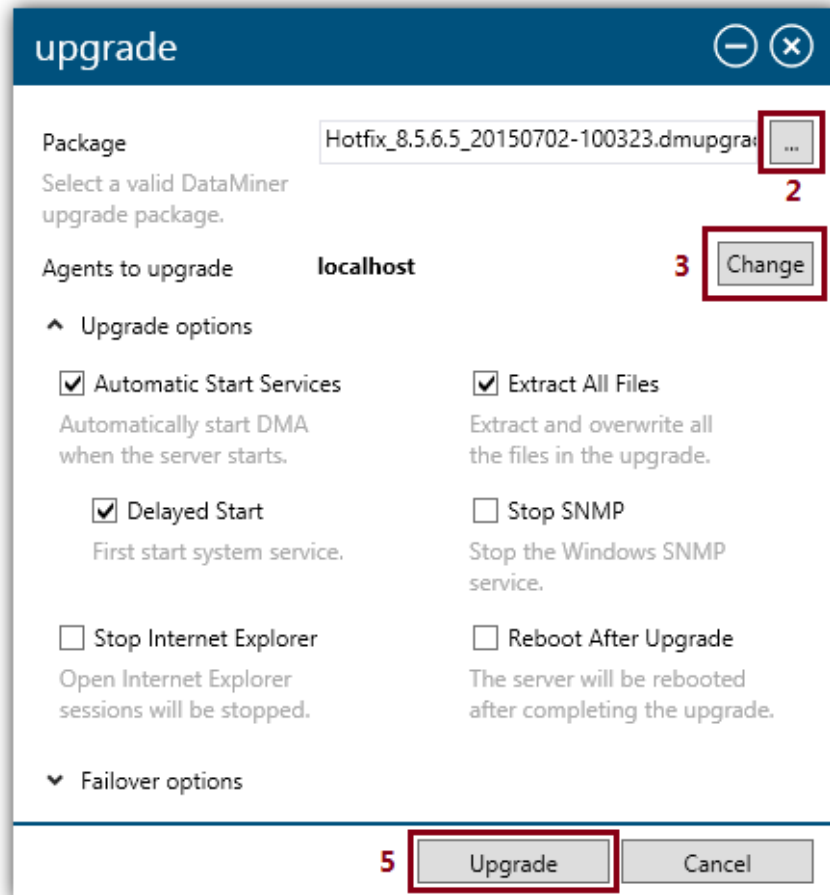 upgrade
Package
Hotfix_8.5.6.5_20150702-100323.dmupgrad
...
2
Select a valid DataMiner
upgrade package.
Agents to upgrade
localhost
3
Change
Upgrade options
Automatic Start Services
Automatically start DMA
when the server starts.
Extract All Files
Extract and overwrite all
the files in the upgrade.
Delayed Start
First start system service.
Stop SNMP
Stop the Windows SNMP
service.
Stop Internet Explorer
Open Internet Explorer
sessions will be stopped.
Reboot After Upgrade
The server will be rebooted
after completing the upgrade.
Failover options
5
Upgrade
Cancel